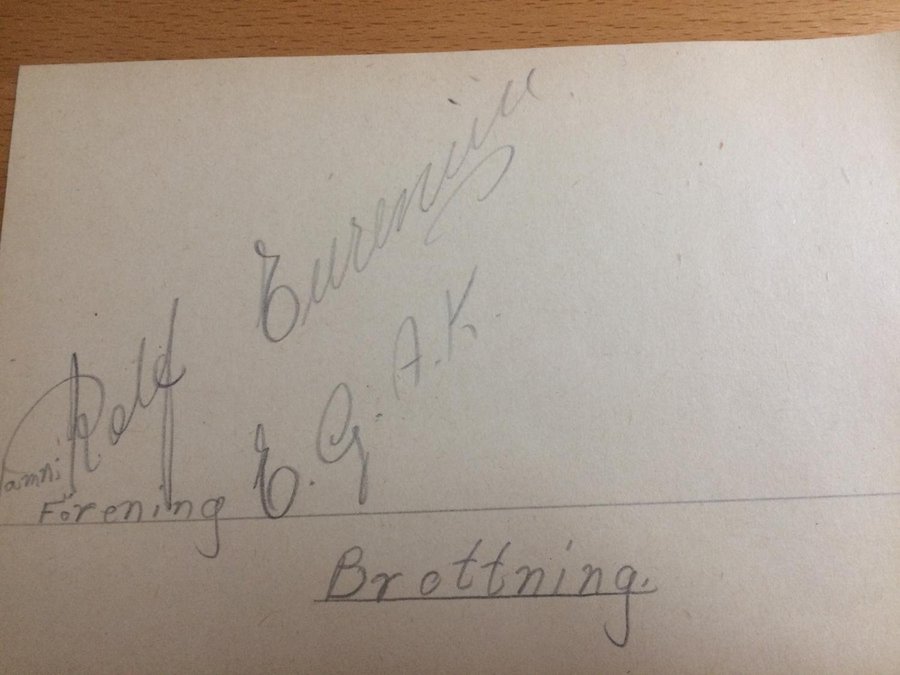 Rolf Eurenius
Förening E. G. A. K.
Brottning.